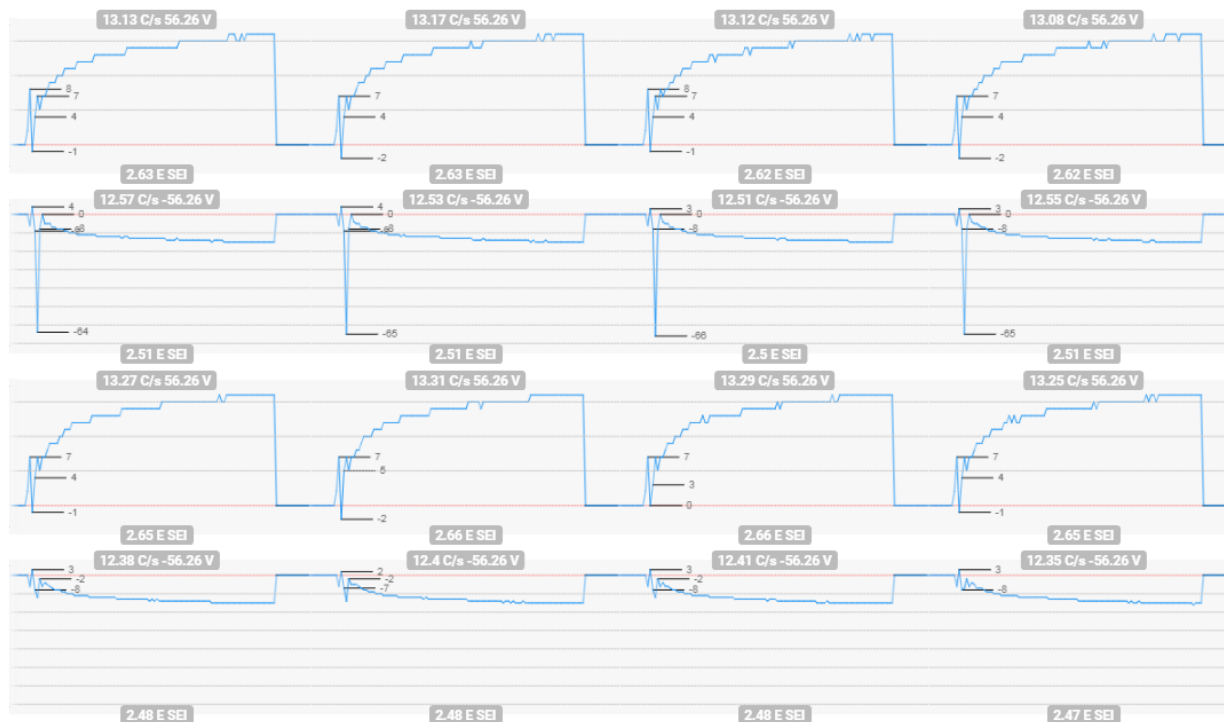 13.13 C/s 56.26 V
13.17 C/s 56.26 V
13.12 C/s 56.26 V
13.08 C/s 56.26 V
8
7
4
-1
7
4
-2
8
7
4
-1
7
4
-2
2.63 E SEI
2.63 E SEI
2.62 E SEI
2.62 E SEI
12.57 C/s -56.26 V
12.53 C/s -56.26 V
12.51 C/s -56.26 V
12.55 C/s -56.26 V
4
0
-64
4
0
-65
3
0
-8
-66
3
0
-8
-65
2.51 E SEI
2.51 E SEI
2.5 E SEI
2.51 E SEI
13.27 C/s 56.26 V
13.31 C/s 56.26 V
13.29 C/s 56.26 V
13.25 C/s 56.26 V
7
4
-1
7
5
-2
7
3
0
7
4
-1
2.65 E SEI
2.66 E SEI
2.66 E SEI
2.65 E SEI
12.38 C/s -56.26 V
12.4 C/s -56.26 V
12.41 C/s -56.26 V
12.35 C/s -56.26 V
3
-2
-8
2
-2
-7
3
-2
-8
3
-8
2.48 E SEI
2.48 E SEI
2.48 E SEI
2.47 E SEI